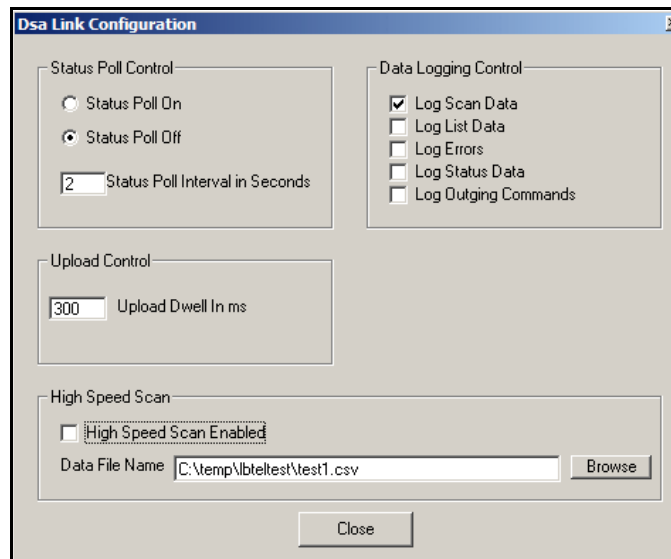 Dsa Link Configuration
Status Poll Control
Status Poll On
Status Poll Off
2 Status Poll Interval in Seconds
Data Logging Control
Log Scan Data
Log List Data
Log Errors
Log Status Data
Log Outging Commands
Upload Control
300 Upload Dwell In ms
High Speed Scan
High Speed Scan Enabled
Data File Name C:\temp\lbteltest\test1.csv Browse
Close